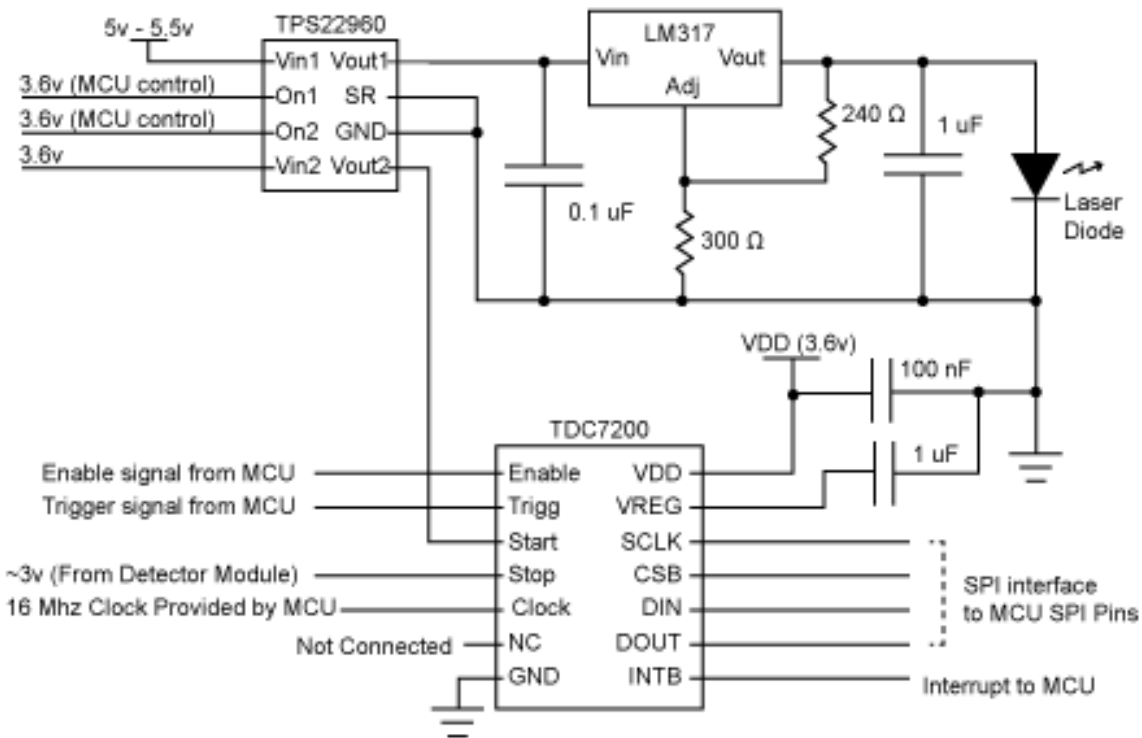 5v - 5.5v
TPS22960
Vin1 Vout1
3.6v (MCU control)
On1 SR
3.6v (MCU control)
On2 GND
3.6v
Vin2 Vout2
LM317
Vin Vout
Adj
240 Ω
1 uF
0.1 uF
300 Ω
Laser
Diode
VDD (3.6v)
100 nF
1 uF
TDC7200
Enable signal from MCU
Enable VDD
Trigger signal from MCU
Trigg VREG
Start SCLK
~3v (From Detector Module)
Stop CSB
16 Mhz Clock Provided by MCU
Clock DIN
Not Connected
NC DOUT
GND INTB
SPI interface
to MCU SPI Pins
Interrupt to MCU